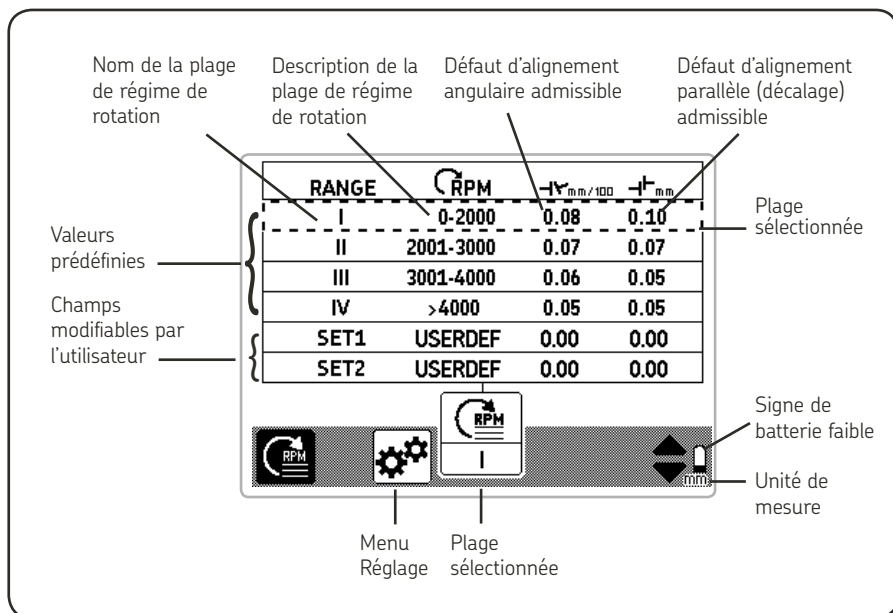 Nom de la plage
de régime de
rotation
Description de la
plage de régime
de rotation
Défaut d'alignement
angulaire admissible
Défaut d'alignement
parallèle (décalage)
admissible
RANGE RPM mm/100 mm
I 0-2000 0.08 0.10
II 2001-3000 0.07 0.07
III 3001-4000 0.06 0.05
IV >4000 0.05 0.05
SET1 USERDEF 0.00 0.00
SET2 USERDEF 0.00 0.00
Plage
sélectionnée
Valeurs
prédéfinies
Champs
modifiables par
l'utilisateur
RPM
RPM
I
mm
Signe de
batterie faible
Unité de
mesure
Menu
Réglage
Plage
sélectionnée